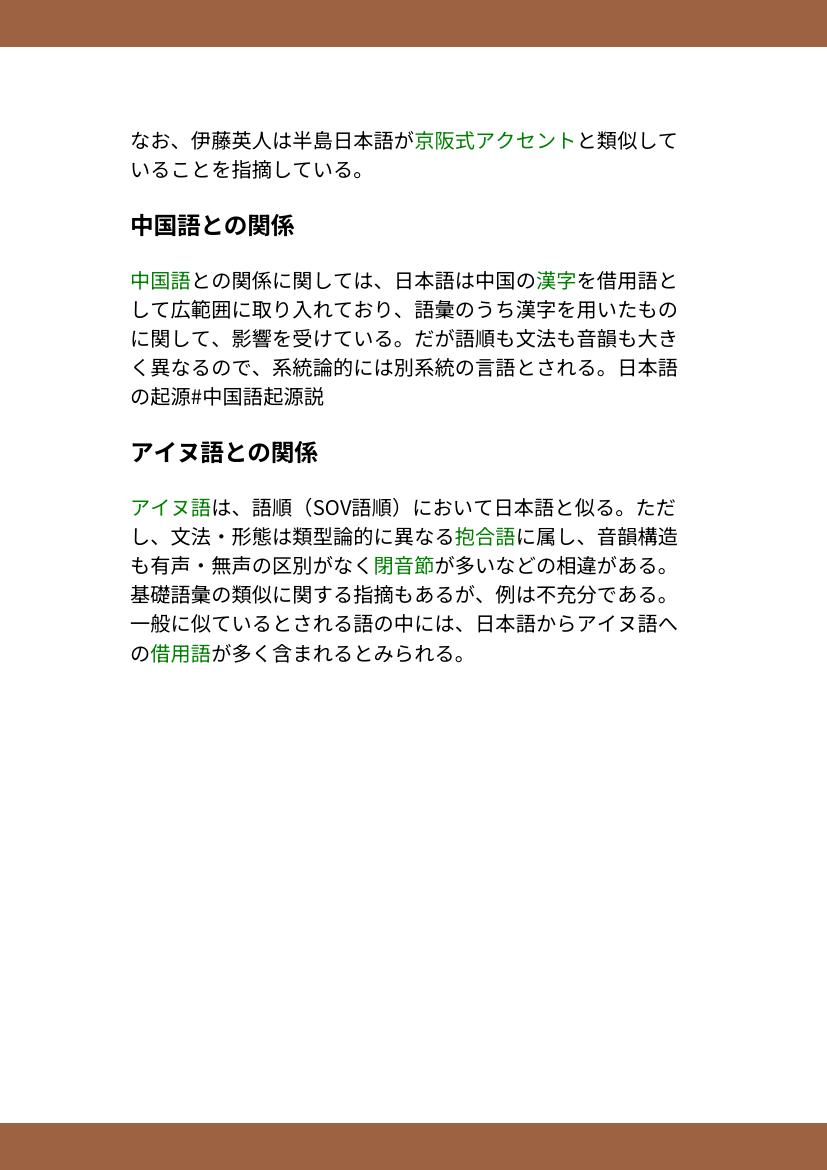 なお、伊藤英人は半島日本語が京阪式アクセントと類似して
いることを指摘している。
中国語との関係
中国語との関係に関しては、日本語は中国の漢字を借用語と
して広範囲に取り入れており、語彙のうち漢字を用いたもの
に関して、影響を受けている。だが語順も文法も音韻も大き
く異なるので、系統論的には別系統の言語とされる。日本語
の起源#中国語起源説
アイヌ語との関係
アイヌ語は、語順（SOV語順）において日本語と似る。ただ
し、文法・形態は類型論的に異なる抱合語に属し、音韻構造
も有声・無声の区別がなく閉音節が多いなどの相違がある。
基礎語彙の類似に関する指摘もあるが、例は不充分である。
一般に似ているとされる語の中には、日本語からアイヌ語へ
の借用語が多く含まれるとみられる。